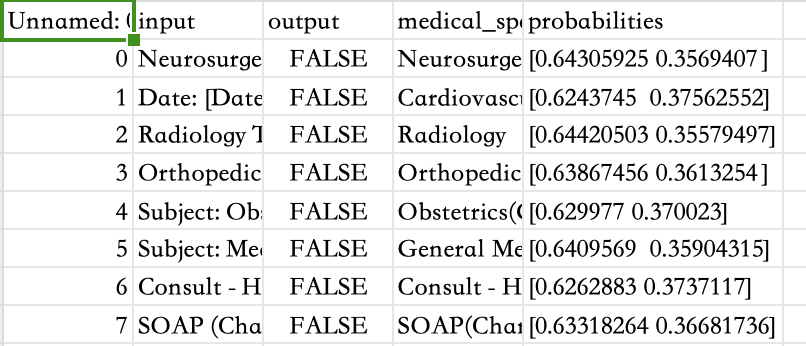 Unnamed: input output medical_spe probabilities
0 Neurosurge FALSE Neurosurge [0.64305925 0.3569407]
1 Date: [Date FALSE Cardiovascu [0.6243745 0.37562552]
2 Radiology T FALSE Radiology [0.64420503 0.35579497]
3 Orthopedic FALSE Orthopedic [0.63867456 0.3613254]
4 Subject: Obs FALSE Obstetrics( [0.629977 0.370023]
5 Subject: Med FALSE General Me [0.6409569 0.35904315]
6 Consult - H FALSE Consult - H [0.6262883 0.3737117]
7 SOAP (Cha FALSE SOAP(Char [0.63318264 0.36681736]